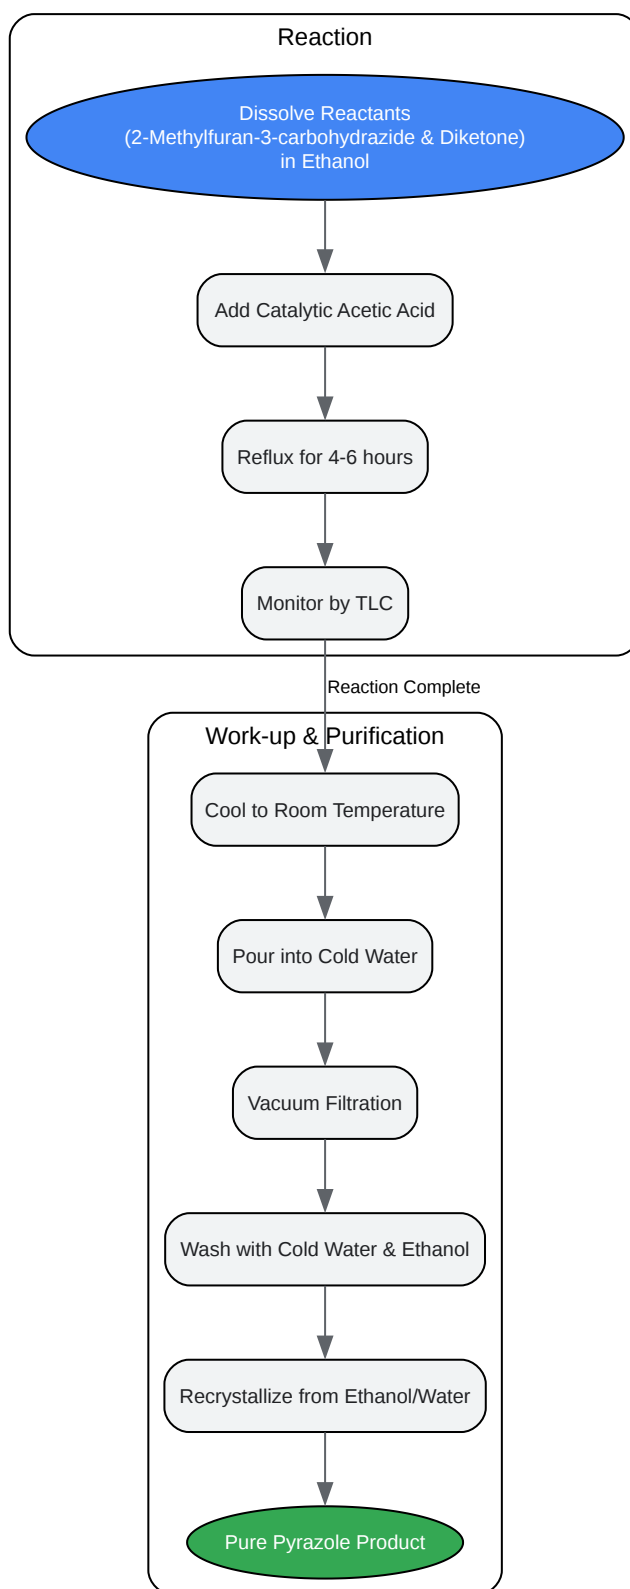 Reaction
Dissolve Reactants
(2-Methylfuran-3-carbohydrazide & Diketone)
in Ethanol
Add Catalytic Acetic Acid
Reflux for 4-6 hours
Monitor by TLC
Reaction Complete
Work-up & Purification
Cool to Room Temperature
Pour into Cold Water
Vacuum Filtration
Wash with Cold Water & Ethanol
Recrystallize from Ethanol/Water
Pure Pyrazole Product